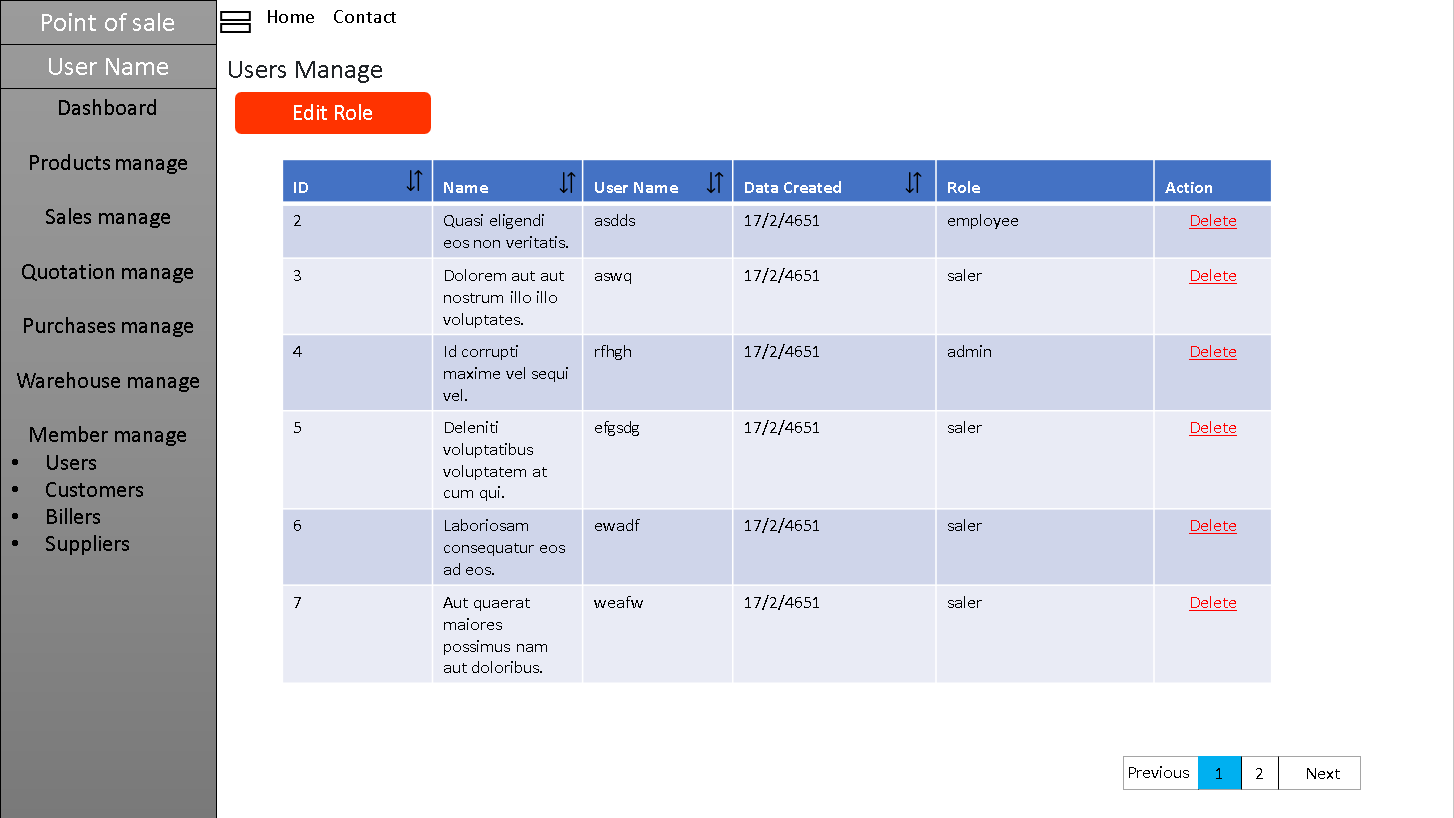 Point of sale
User Name
Dashboard
Products manage
Sales manage
Quotation manage
Purchases manage
Warehouse manage
Member manage
• Users
• Customers
• Billers
• Suppliers
Home Contact
Users Manage
Edit Role
ID Name User Name Data Created Role Action
2 Quasi eligendi asdds 17/2/4651 employee Delete
eos non veritatis.
3 Dolorem aut aut aswq 17/2/4651 saler Delete
nostrum illo illo
voluptates.
4 Id corrupti rfhgh 17/2/4651 admin Delete
maxime vel sequi
vel.
5 Deleniti efgsdg 17/2/4651 saler Delete
voluptatibus
voluptatem at
cum qui.
6 Laboriosam ewadf 17/2/4651 saler Delete
consequatur eos
ad eos.
7 Aut quaerat weafw 17/2/4651 saler Delete
maiores
possimus nam
aut doloribus.
Previous 1 2 Next